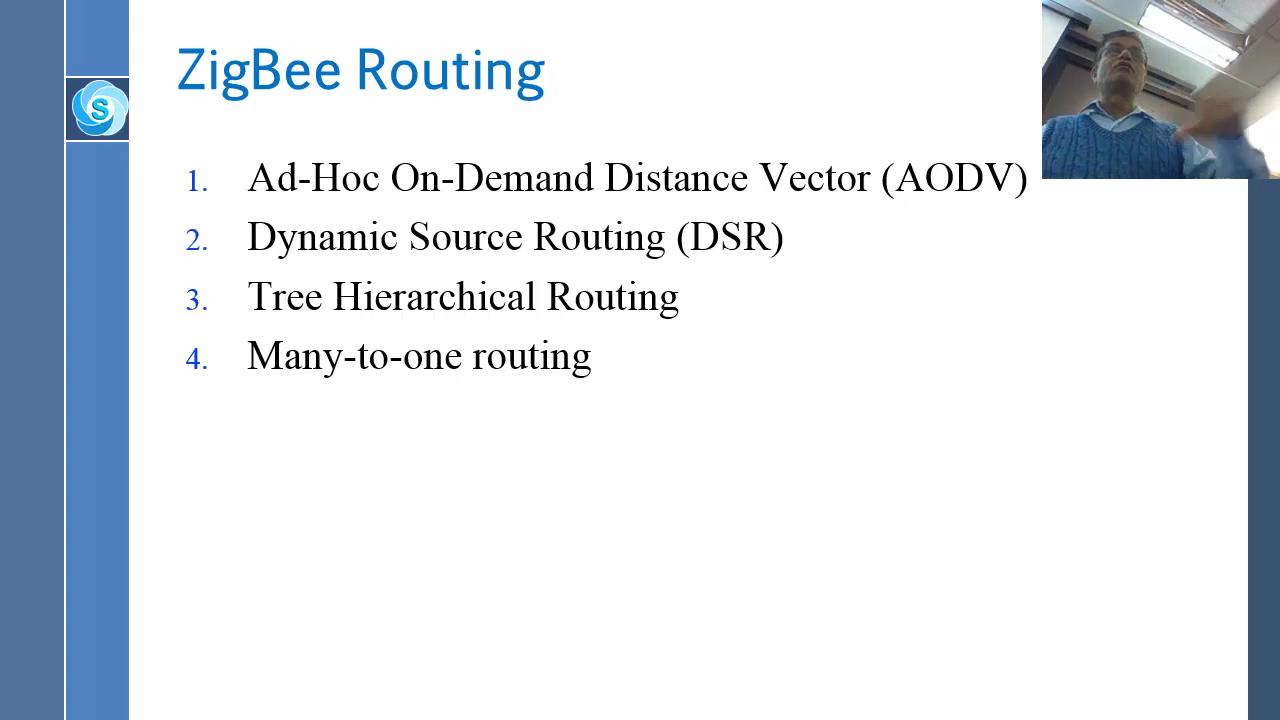 ZigBee Routing
S
1. Ad-Hoc On-Demand Distance Vector (AODV)
2. Dynamic Source Routing (DSR)
3. Tree Hierarchical Routing
4. Many-to-one routing